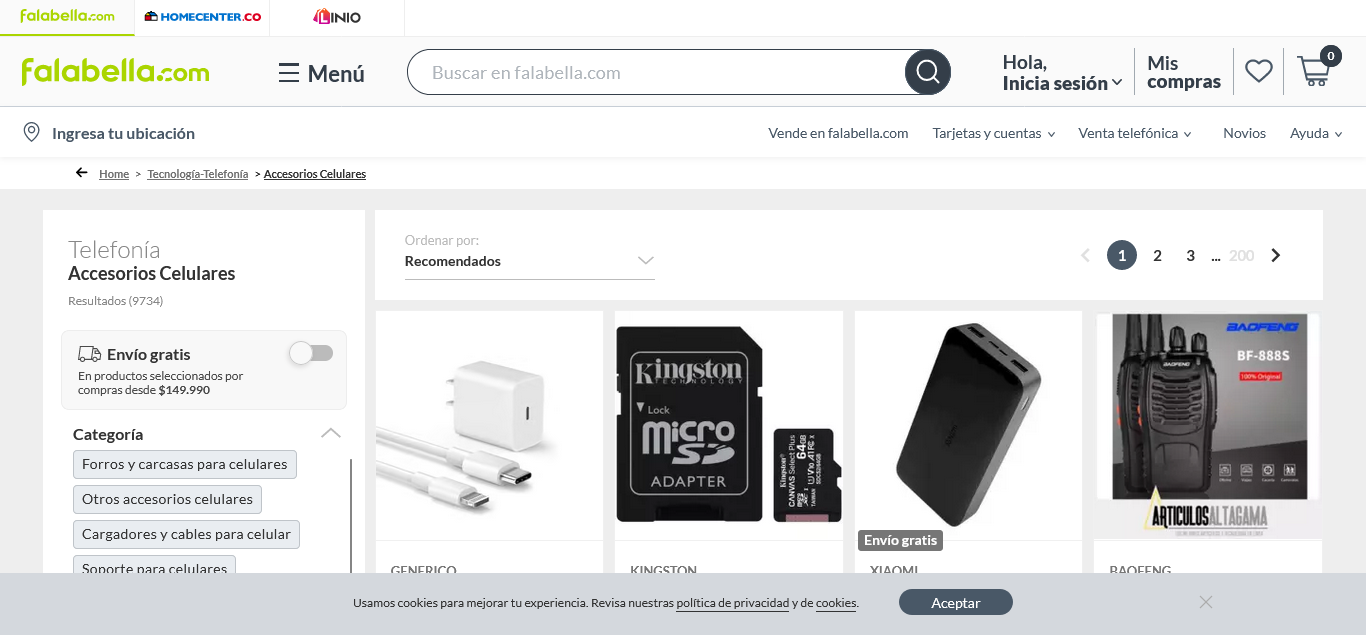 falabella.com
HOMECENTER.CO
LINIO
falabella.com
Menú
Buscar en falabella.com
Hola,
Inicia sesión
Mis
compras
0
Ingresa tu ubicación
Vende en falabella.com
Tarjetas y cuentas
Venta telefónica
Novios
Ayuda
Home > Tecnología-Telefonía > Accesorios Celulares
Telefonía
Accesorios Celulares
Resultados (9734)
Envío gratis
En productos seleccionados por
compras desde $149.990
Categoría
Forros y carcasas para celulares
Otros accesorios celulares
Cargadores y cables para celular
Soporte para celulares
Ordenar por:
Recomendados
1 2 3 ... 200
Kingston
TECHNOLOGY
Lock
micro
SD
ADAPTER
Kingston
CANVAS Select Plus
64GB
BAOFENG
BF-888S
100% Original
BAOFENG
ARTICULOSALTAGAMA
Envío gratis
GENERICO
KINGSTON
XIAOMI
BAOFENG
Usamos cookies para mejorar tu experiencia. Revisa nuestras política de privacidad y de cookies.
Aceptar